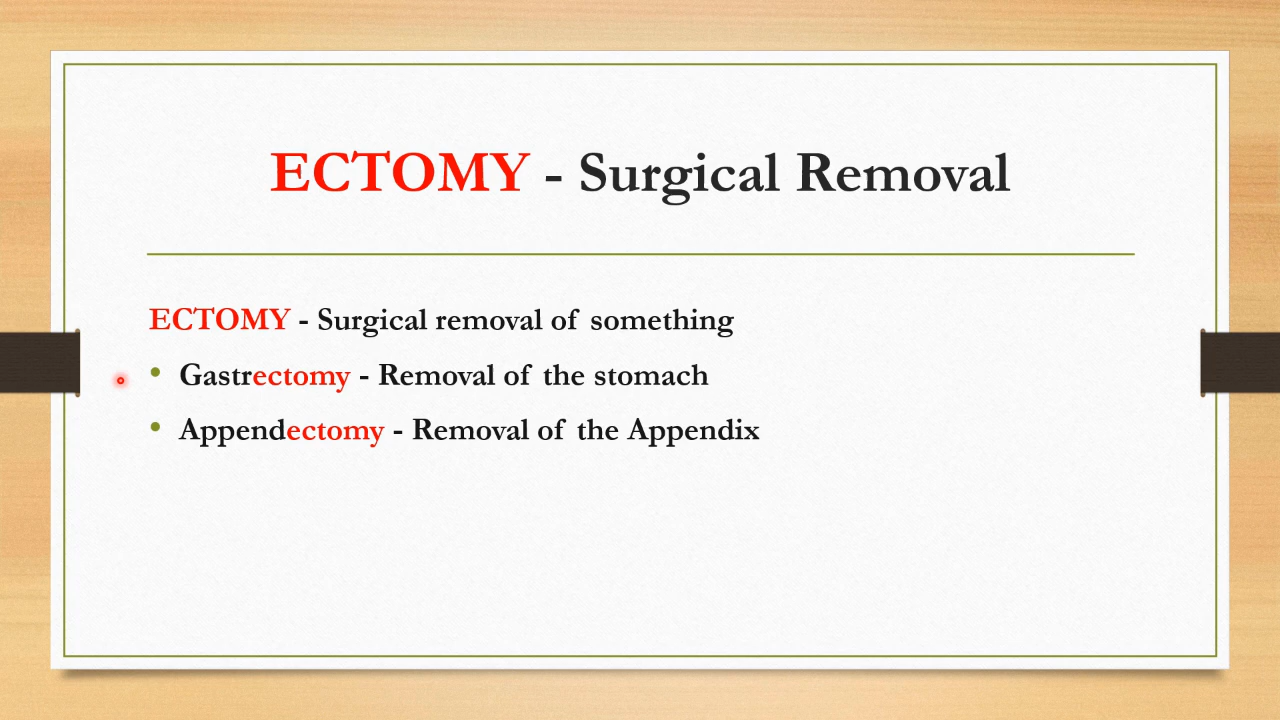 ECTOMY - Surgical Removal
ECTOMY - Surgical removal of something
• Gastrectomy - Removal of the stomach
• Appendectomy - Removal of the Appendix